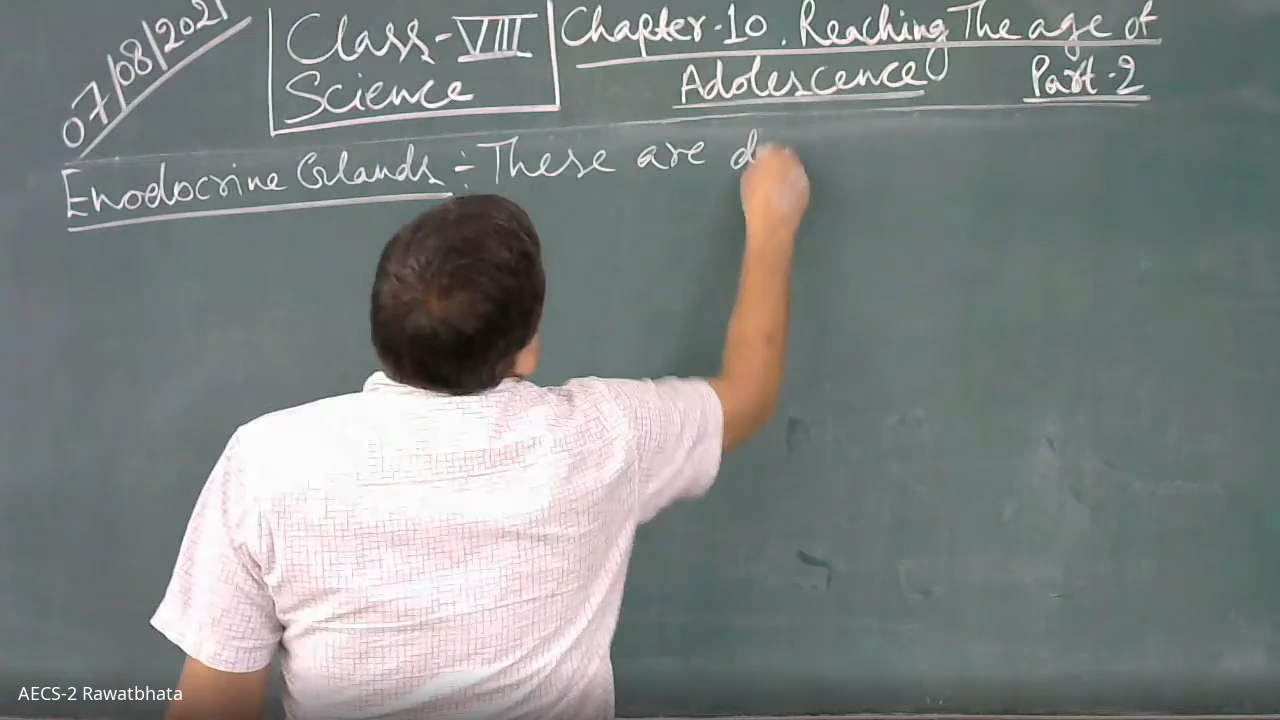 07/08/2021
Class-VIII
Science
Chapter-10. Reaching The age of
Adolescence Part-2
Enodocrine Glands :- These are d
AECS-2 Rawatbhata